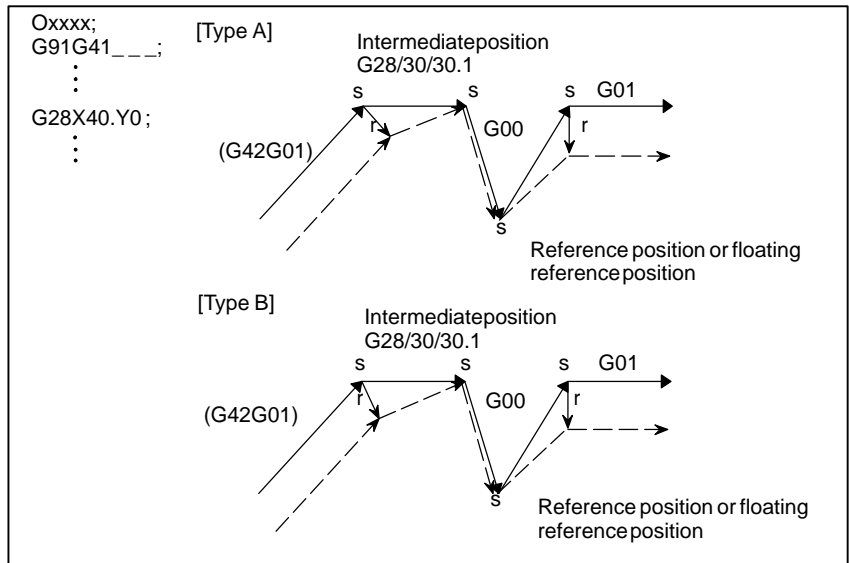 Oxxxx;
G91G41_ _ _;
G28X40.Y0 ;
[Type A]
Intermediateposition
G28/30/30.1
s
s
s
G01
r
G00
r
(G42G01)
s
Reference position or floating
referenceposition
[Type B]
Intermediateposition
G28/30/30.1
s
s
s
G01
r
G00
r
(G42G01)
s
Reference position or floating
referenceposition